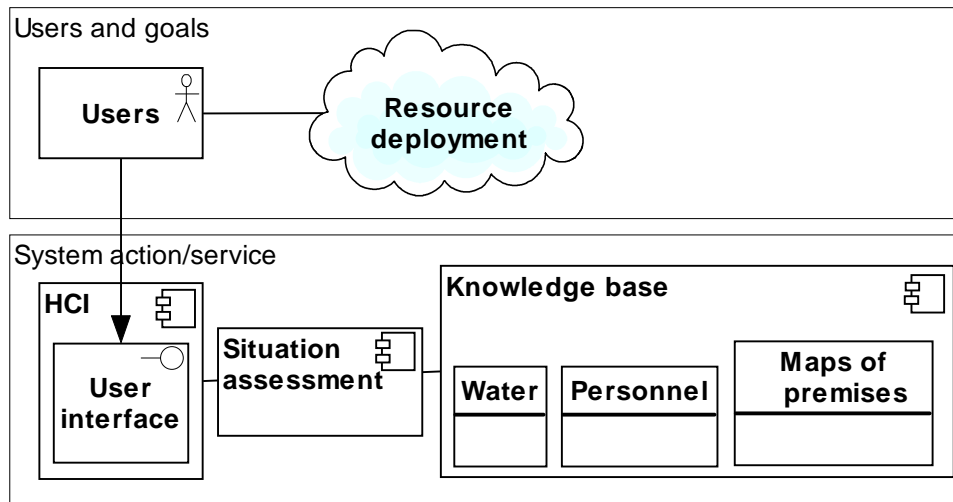 Users and goals
Users
Resource
deployment
System action/service
HCI
User
interface
Situation
assessment
Knowledge base
Water
Personnel
Maps of
premises